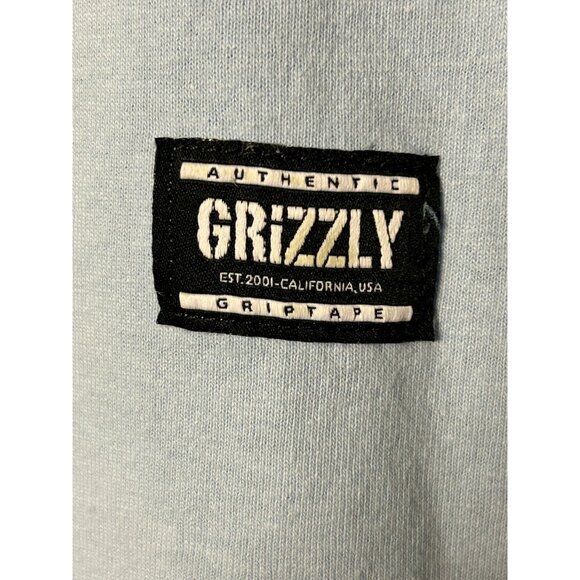 AUTHENTIC
GRiZZLY
EST. 2001-CALIFORNIA, USA
GRIPTAPE